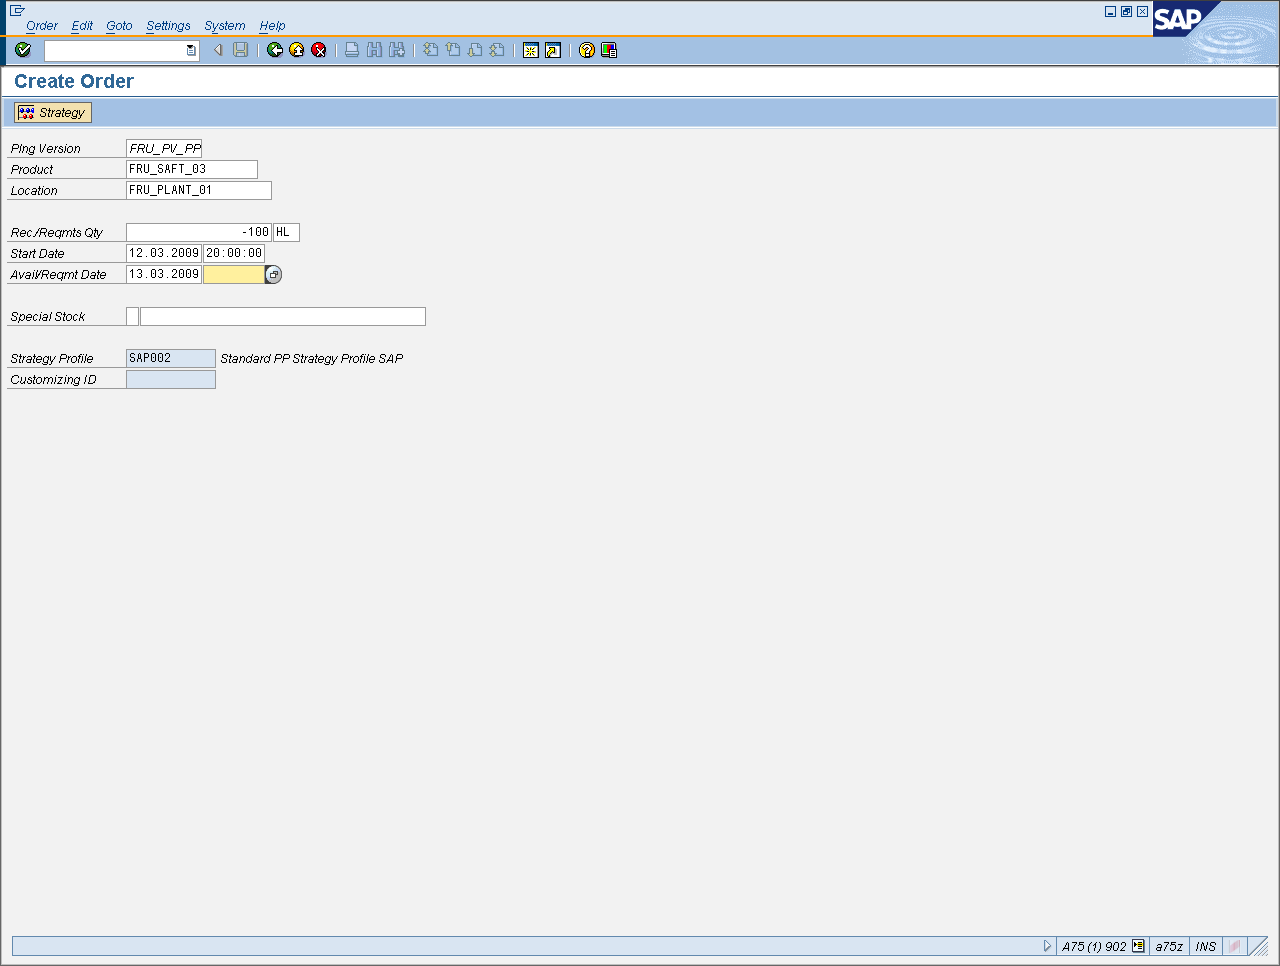 Order Edit Goto Settings System Help
SAP
Create Order
Strategy
Plng Version FRU_PV_PP
Product FRU_SAFT_03
Location FRU_PLANT_01
Rec./Reqmts Qty -100 HL
Start Date 12.03.2009 20:00:00
Avail/Reqmt Date 13.03.2009
Special Stock
Strategy Profile SAP002 Standard PP Strategy Profile SAP
Customizing ID
A75 (1) 902 a75z INS